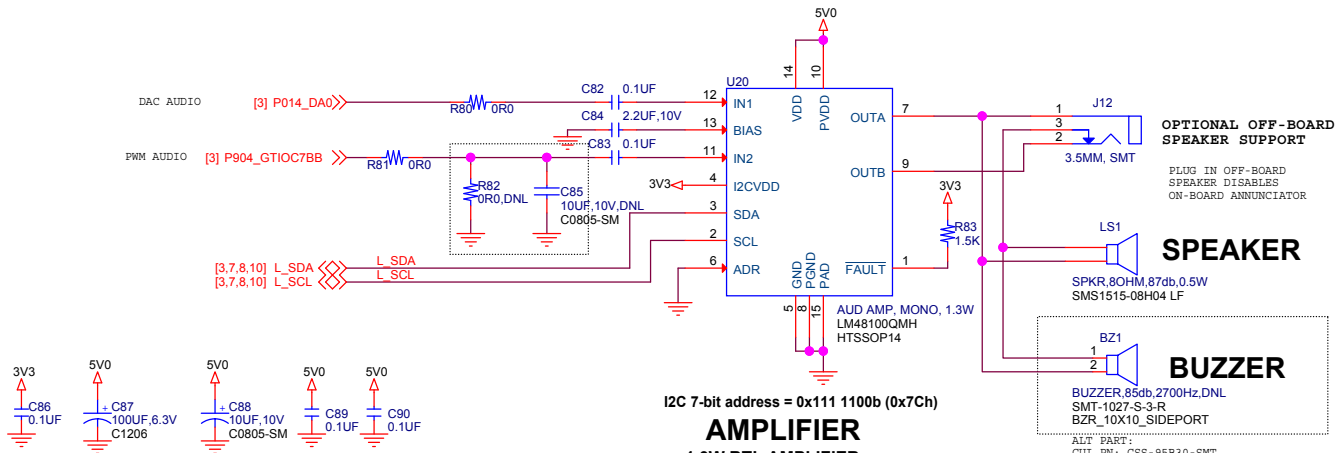 5V0
U20
14
10
VDD
PVDD
DAC AUDIO
[3] P014_DA0
R80 0R0
C82 0.1UF
12 IN1
C84 2.2UF,10V
13 BIAS
PWM AUDIO
[3] P904_GTIOC7BB
R81 0R0
C83 0.1UF
11 IN2
R82
0R0,DNL
C85
10UF,10V,DNL
C0805-SM
3V3
4 I2CVDD
3 SDA
2 SCL
6 ADR
[3,7,8,10] L_SDA
L_SDA
[3,7,8,10] L_SCL
L_SCL
OUTA 7
OUTB 9
3V3
R83
1.5K
FAULT 1
GND
PGND
PAD
5
8
15
AUD AMP, MONO, 1.3W
LM48100QMH
HTSSOP14
J12
1
3
2
3.5MM, SMT
OPTIONAL OFF-BOARD
SPEAKER SUPPORT
PLUG IN OFF-BOARD
SPEAKER DISABLES
ON-BOARD ANNUNCIATOR
LS1
SPEAKER
SPKR,8OHM,87db,0.5W
SMS1515-08H04 LF
BZ1
1
2
BUZZER
BUZZER,85db,2700Hz,DNL
SMT-1027-S-3-R
BZR_10X10_SIDEPORT
ALT PART:
3V3
C86
0.1UF
5V0
+ C87
100UF,6.3V
C1206
5V0
+ C88
10UF,10V
C0805-SM
5V0
C89
0.1UF
5V0
C90
0.1UF
I2C 7-bit address = 0x111 1100b (0x7Ch)
AMPLIFIER